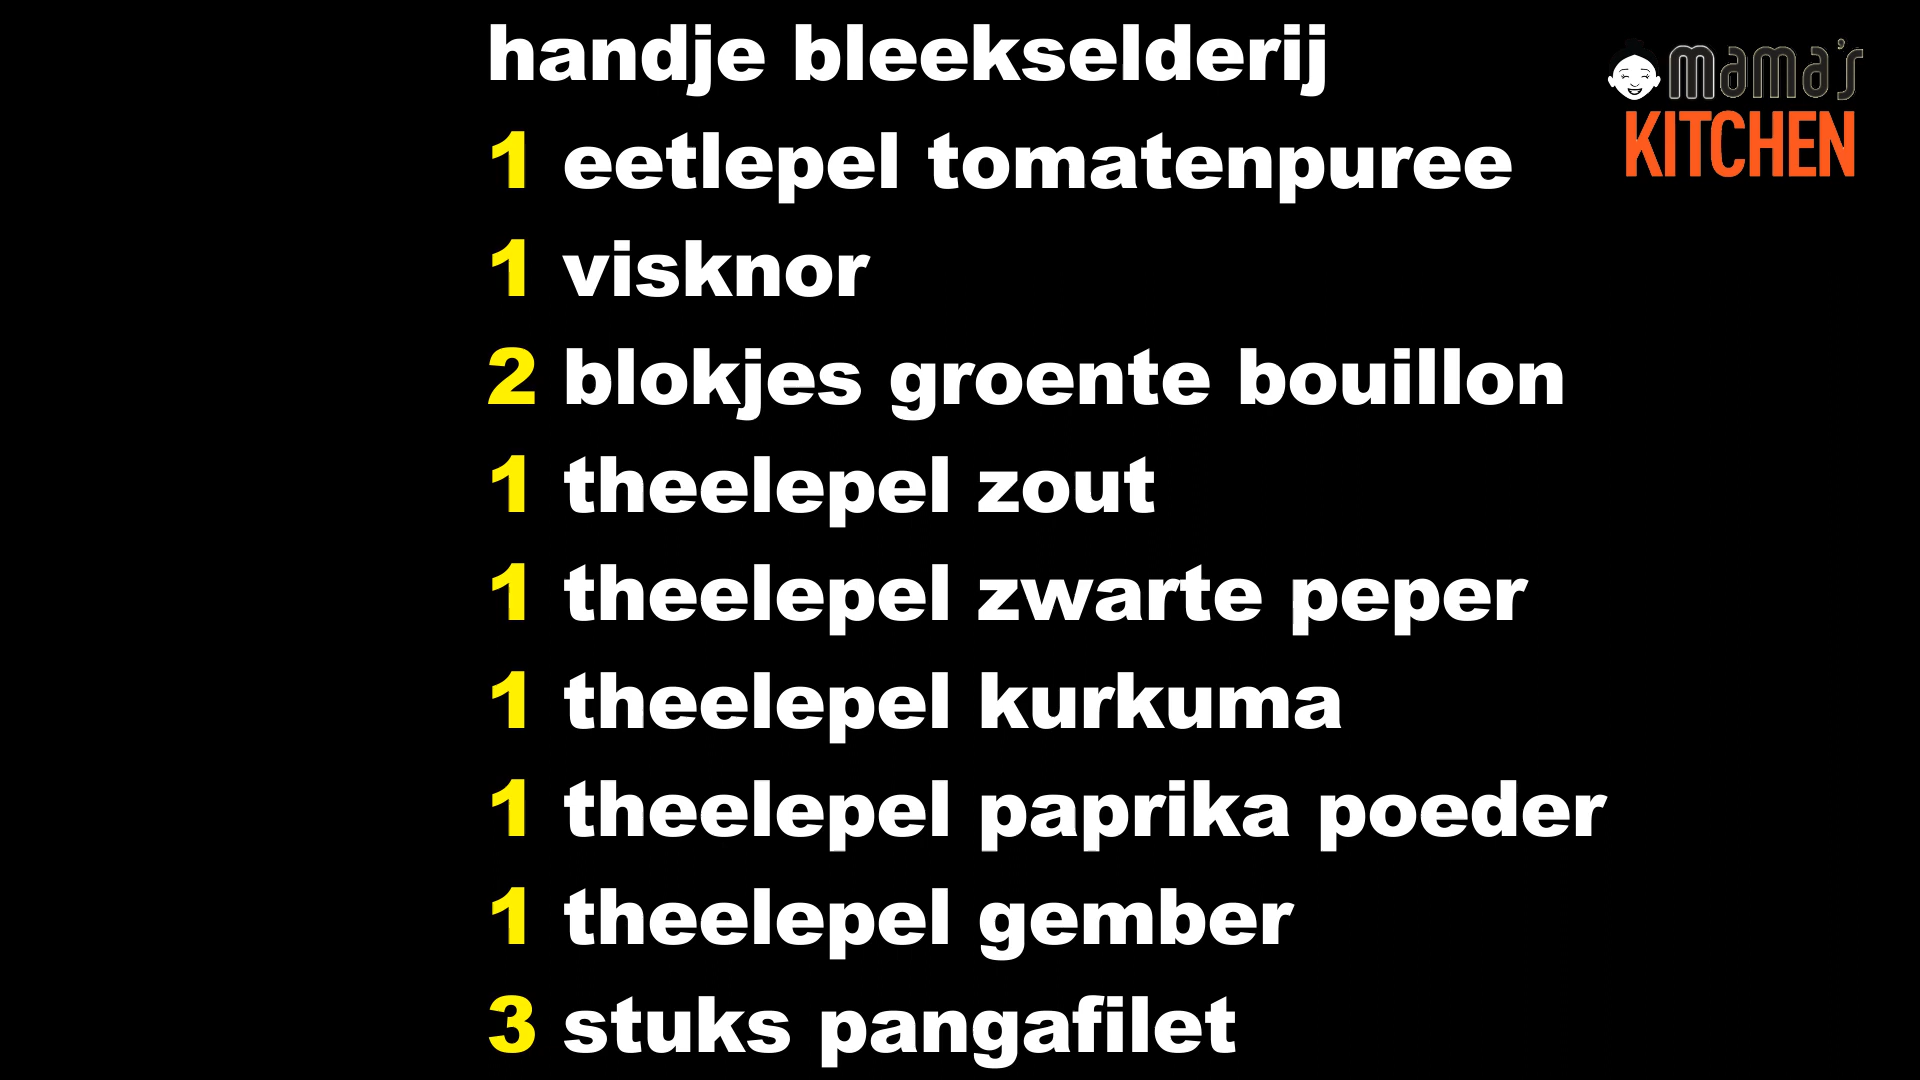 handje bleekselderij
1 eetlepel tomatenpuree
1 visknor
2 blokjes groente bouillon
1 theelepel zout
1 theelepel zwarte peper
1 theelepel kurkuma
1 theelepel paprika poeder
1 theelepel gember
3 stuks pangafilet
mama's
KITCHEN